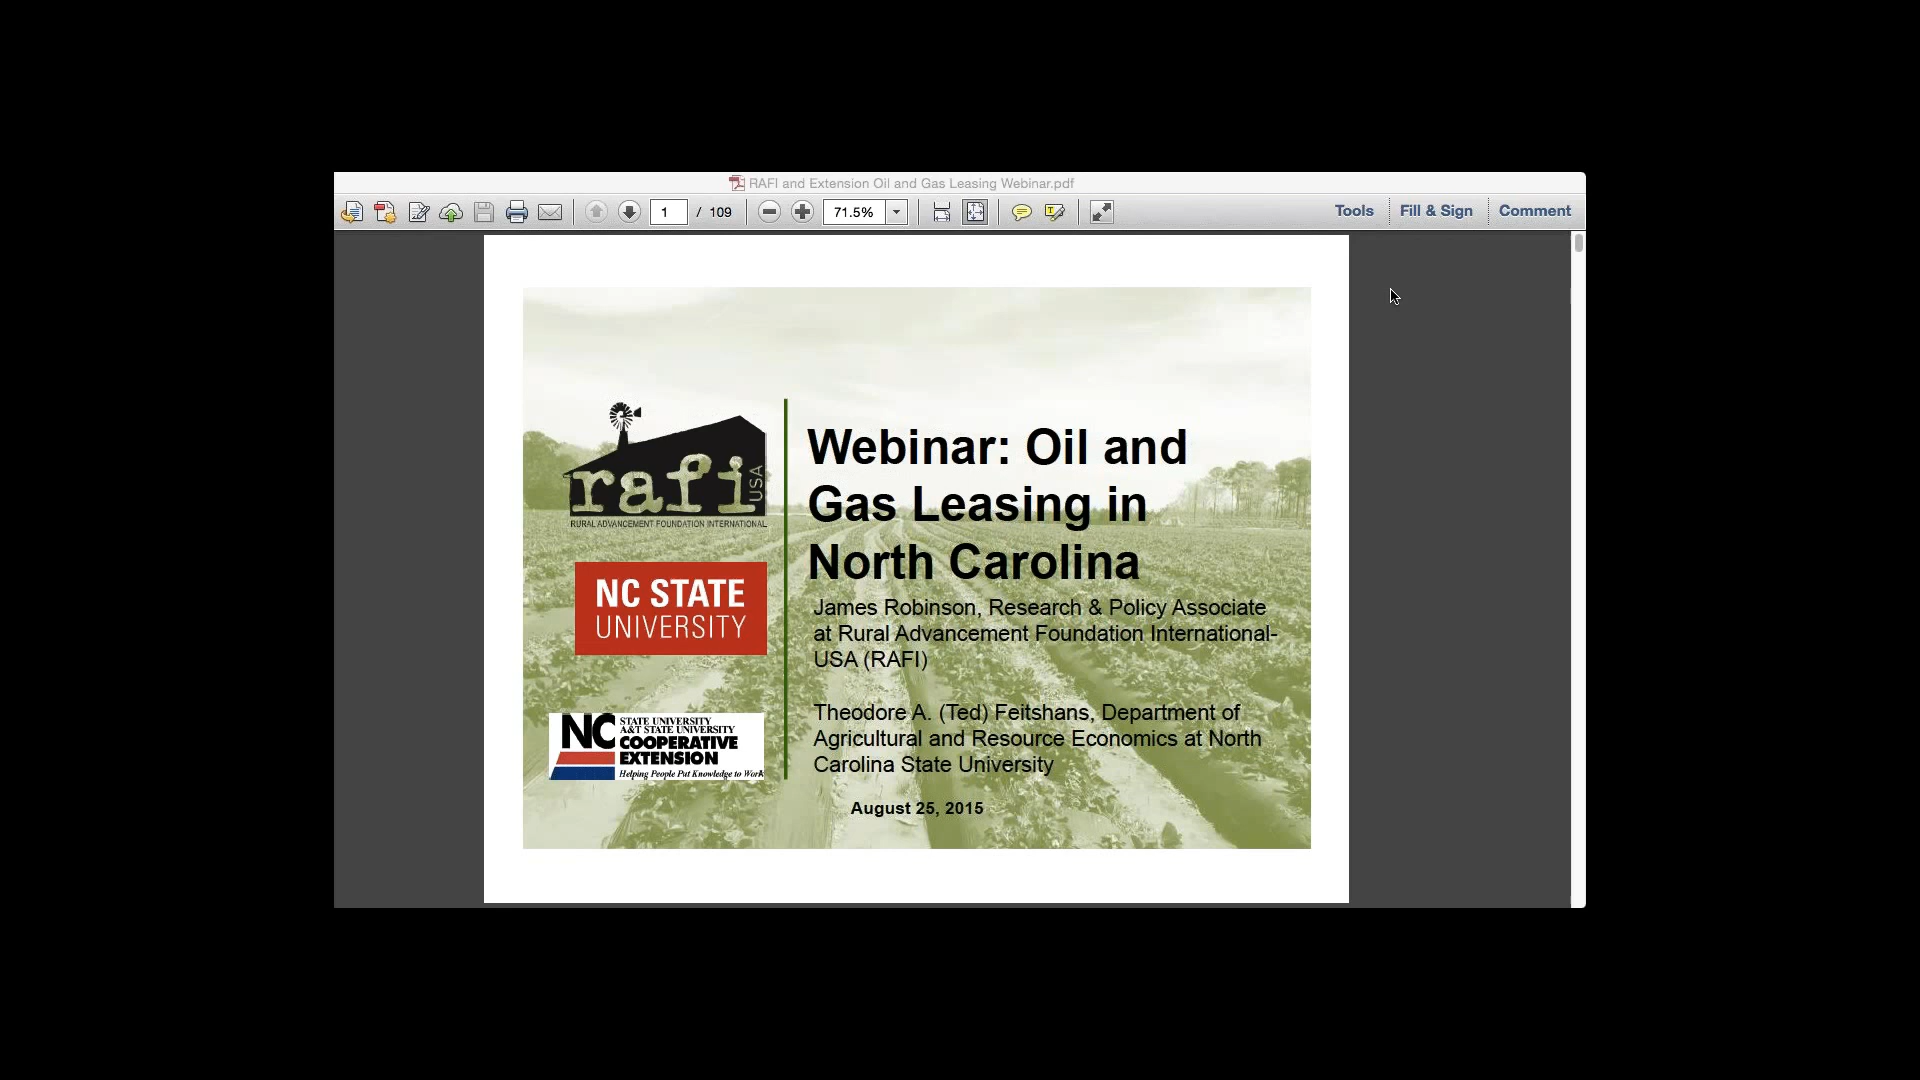 RAFI and Extension Oil and Gas Leasing Webinar.pdf
1 / 109
71.5%
Tools
Fill & Sign
Comment
rafi USA
RURAL ADVANCEMENT FOUNDATION INTERNATIONAL
NC STATE
UNIVERSITY
NC
STATE UNIVERSITY
A&T STATE UNIVERSITY
COOPERATIVE
EXTENSION
Helping People Put Knowledge to Work
Webinar: Oil and
Gas Leasing in
North Carolina
James Robinson, Research & Policy Associate
at Rural Advancement Foundation International-
USA (RAFI)
Theodore A. (Ted) Feitshans, Department of
Agricultural and Resource Economics at North
Carolina State University
August 25, 2015